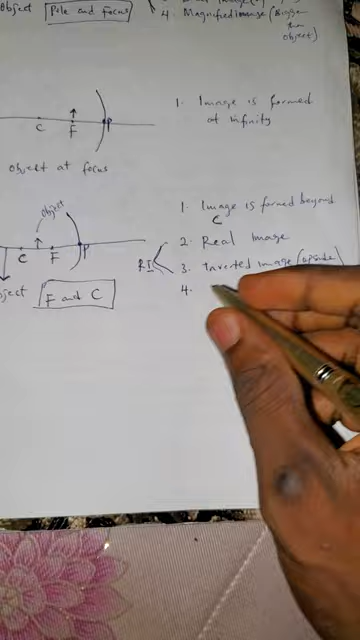 Object Pole and focus
4. Magnified image (Bigger
than
object)
C F P
1. Image is formed
at infinity
object at focus
object
C F P
1. Image is formed beyond
C
2. Real Image
RI
3. Inverted image (upside
4.
F and C